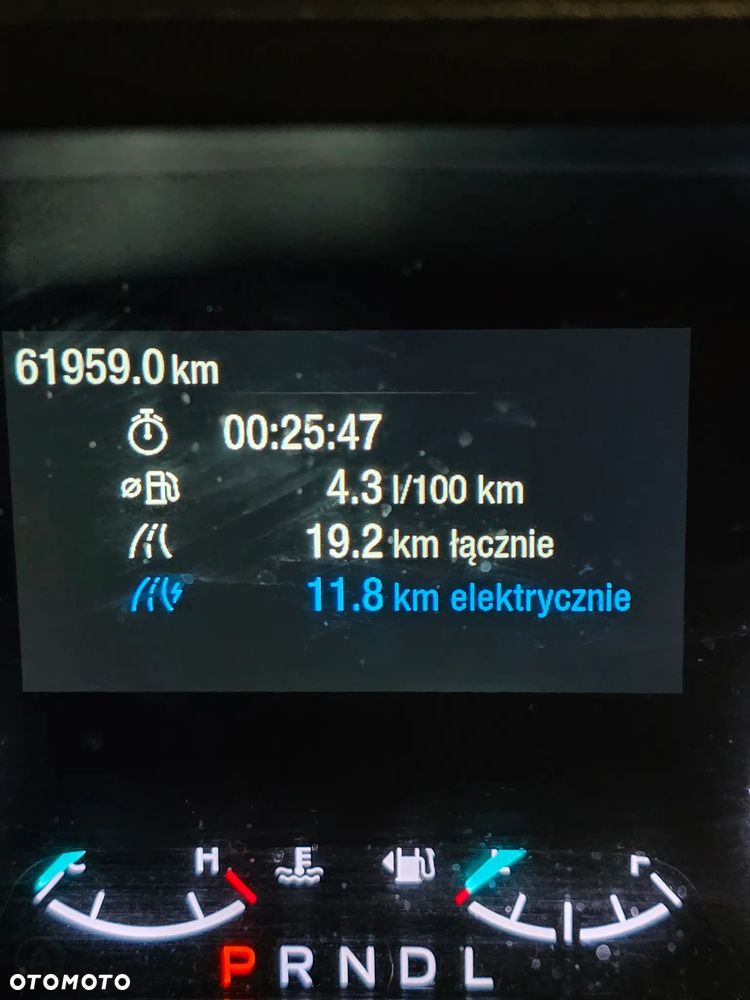 61959.0 km
00:25:47
4.3 l/100 km
19.2 km łącznie
11.8 km elektrycznie
C H E F
P R N D L
OTOMOTO